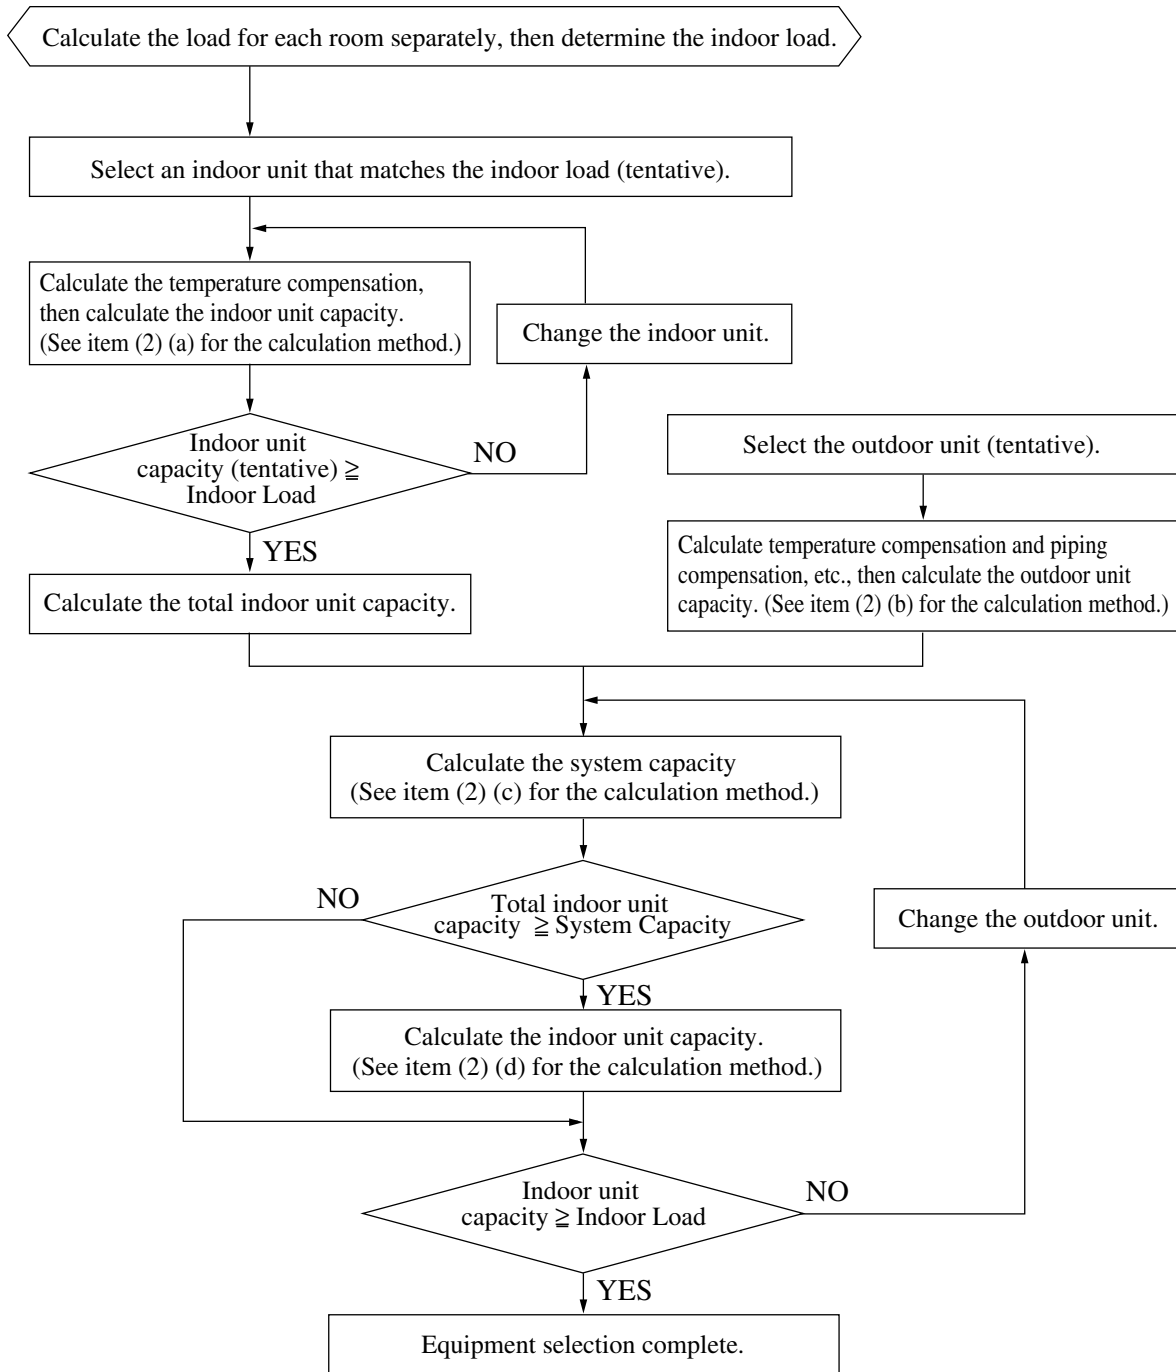 Calculate the load for each room separately, then determine the indoor load.
Select an indoor unit that matches the indoor load (tentative).
Calculate the temperature compensation,
then calculate the indoor unit capacity.
(See item (2) (a) for the calculation method.)
Change the indoor unit.
Indoor unit
capacity (tentative) ≧
Indoor Load
NO
YES
Calculate the total indoor unit capacity.
Select the outdoor unit (tentative).
Calculate temperature compensation and piping
compensation, etc., then calculate the outdoor unit
capacity. (See item (2) (b) for the calculation method.)
Calculate the system capacity
(See item (2) (c) for the calculation method.)
NO
Total indoor unit
capacity ≧ System Capacity
Change the outdoor unit.
YES
Calculate the indoor unit capacity.
(See item (2) (d) for the calculation method.)
Indoor unit
capacity ≧ Indoor Load
NO
YES
Equipment selection complete.